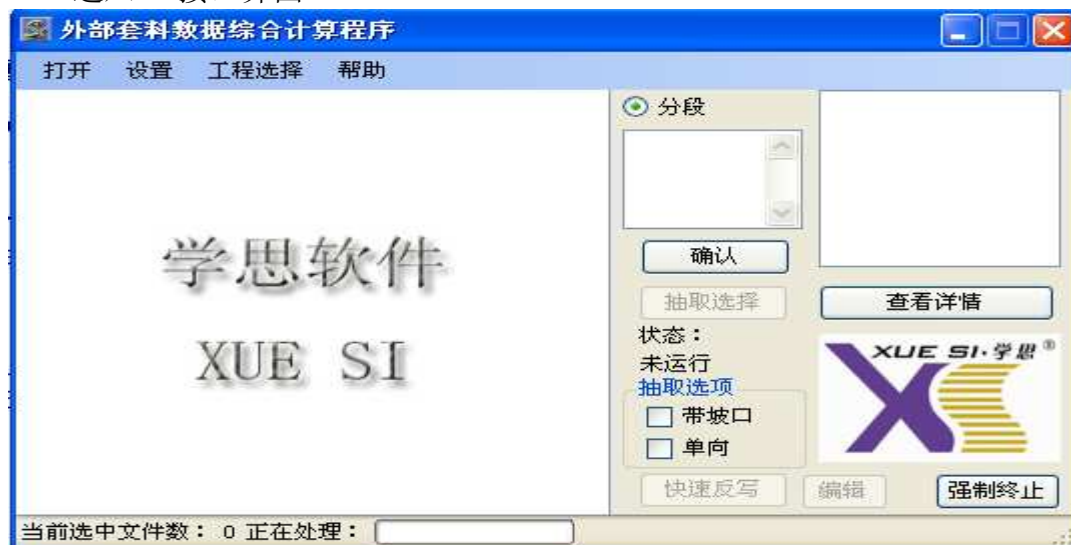 外部套料数据综合计算程序
打开 设置 工程选择 帮助
学思软件
XUE SI
分段
确认
抽取选择
状态：
未运行
抽取选项
带坡口
单向
快速反写
编辑
查看详情
XUE SI·学思®
强制终止
当前选中文件数： 0 正在处理：